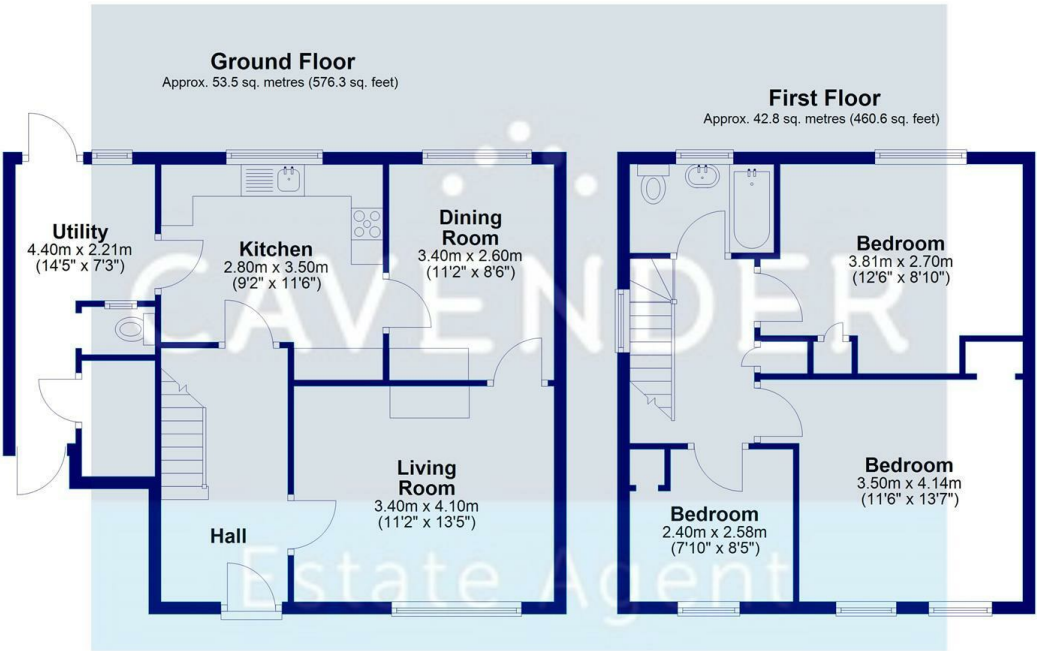 Ground Floor
Approx. 53.5 sq. metres (576.3 sq. feet)
First Floor
Approx. 42.8 sq. metres (460.6 sq. feet)
Utility
4.40m x 2.21m
(14'5" x 7'3")
Kitchen
2.80m x 3.50m
(9'2" x 11'6")
Dining
Room
3.40m x 2.60m
(11'2" x 8'6")
Bedroom
3.81m x 2.70m
(12'6" x 8'10")
CAVENDER
Living
Room
3.40m x 4.10m
(11'2" x 13'5")
Hall
Bedroom
2.40m x 2.58m
(7'10" x 8'5")
Bedroom
3.50m x 4.14m
(11'6" x 13'7")
Estate Agent